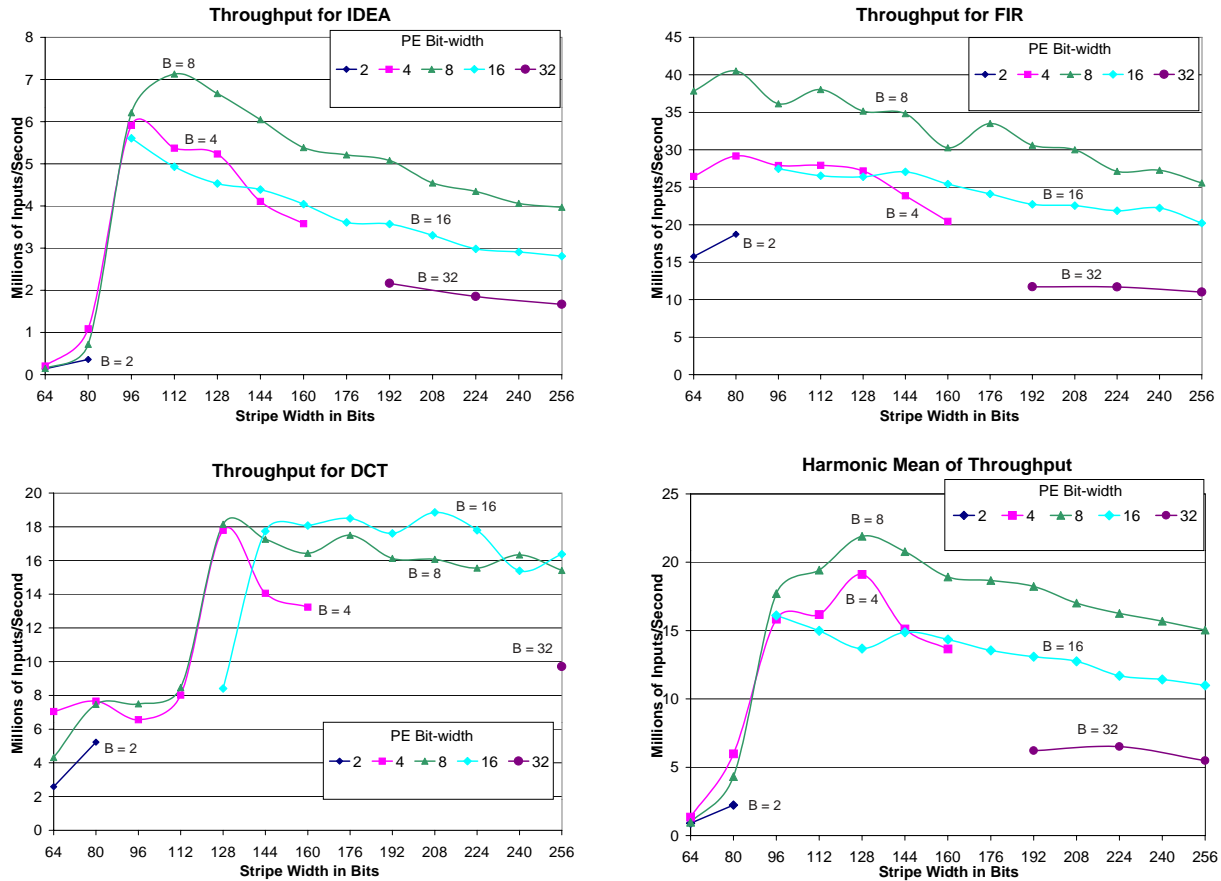 Throughput for IDEA
PE Bit-width
2 4 8 16 32
B = 8
B = 4
B = 16
B = 32
B = 2
8
7
6
5
4
3
2
1
0
Millions of Inputs/Second
64 80 96 112 128 144 160 176 192 208 224 240 256
Stripe Width in Bits
Throughput for FIR
PE Bit-width
2 4 8 16 32
B = 8
B = 16
B = 4
B = 2
B = 32
45
40
35
30
25
20
15
10
5
0
Millions of Inputs/Second
64 80 96 112 128 144 160 176 192 208 224 240 256
Stripe Width in Bits
Throughput for DCT
B = 16
B = 8
B = 4
B = 32
B = 2
PE Bit-width
2 4 8 16 32
20
18
16
14
12
10
8
6
4
2
0
Millions of Inputs/Second
64 80 96 112 128 144 160 176 192 208 224 240 256
Stripe Width in Bits
Harmonic Mean of Throughput
PE Bit-width
2 4 8 16 32
B = 8
B = 4
B = 16
B = 32
B = 2
25
20
15
10
5
0
Millions of Inputs/Second
64 80 96 112 128 144 160 176 192 208 224 240 256
Stripe Width in Bits